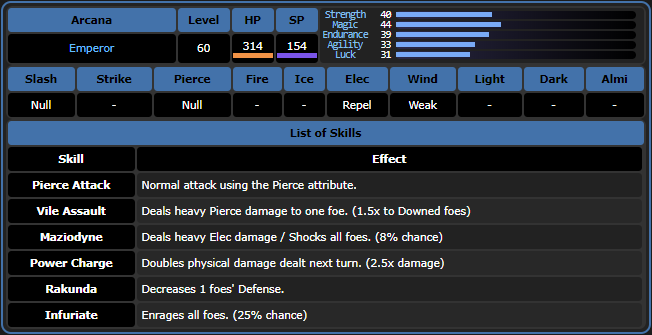 Arcana Level HP SP
Emperor 60 314 154
Strength 40
Magic 44
Endurance 39
Agility 33
Luck 31
Slash Strike Pierce Fire Ice Elec Wind Light Dark Almi
Null - Null - - Repel Weak - - -
List of Skills
Skill Effect
Pierce Attack Normal attack using the Pierce attribute.
Vile Assault Deals heavy Pierce damage to one foe. (1.5x to Downed foes)
Maziodyne Deals heavy Elec damage / Shocks all foes. (8% chance)
Power Charge Doubles physical damage dealt next turn. (2.5x damage)
Rakunda Decreases 1 foes' Defense.
Infuriate Enrages all foes. (25% chance)